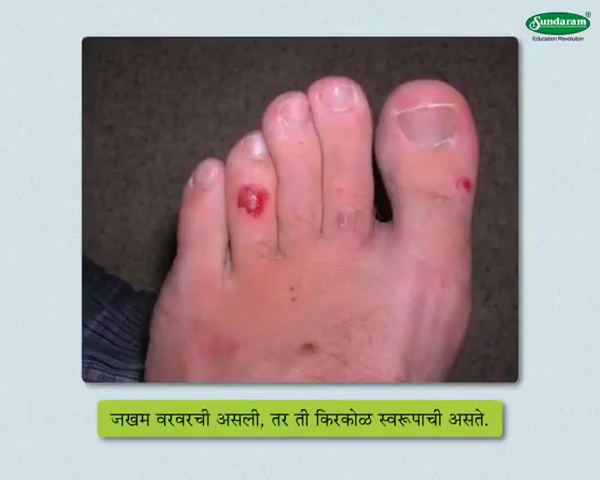 Sundaram
Education Revolution
जखम वरवरची असली, तर ती किरकोळ स्वरूपाची असते.